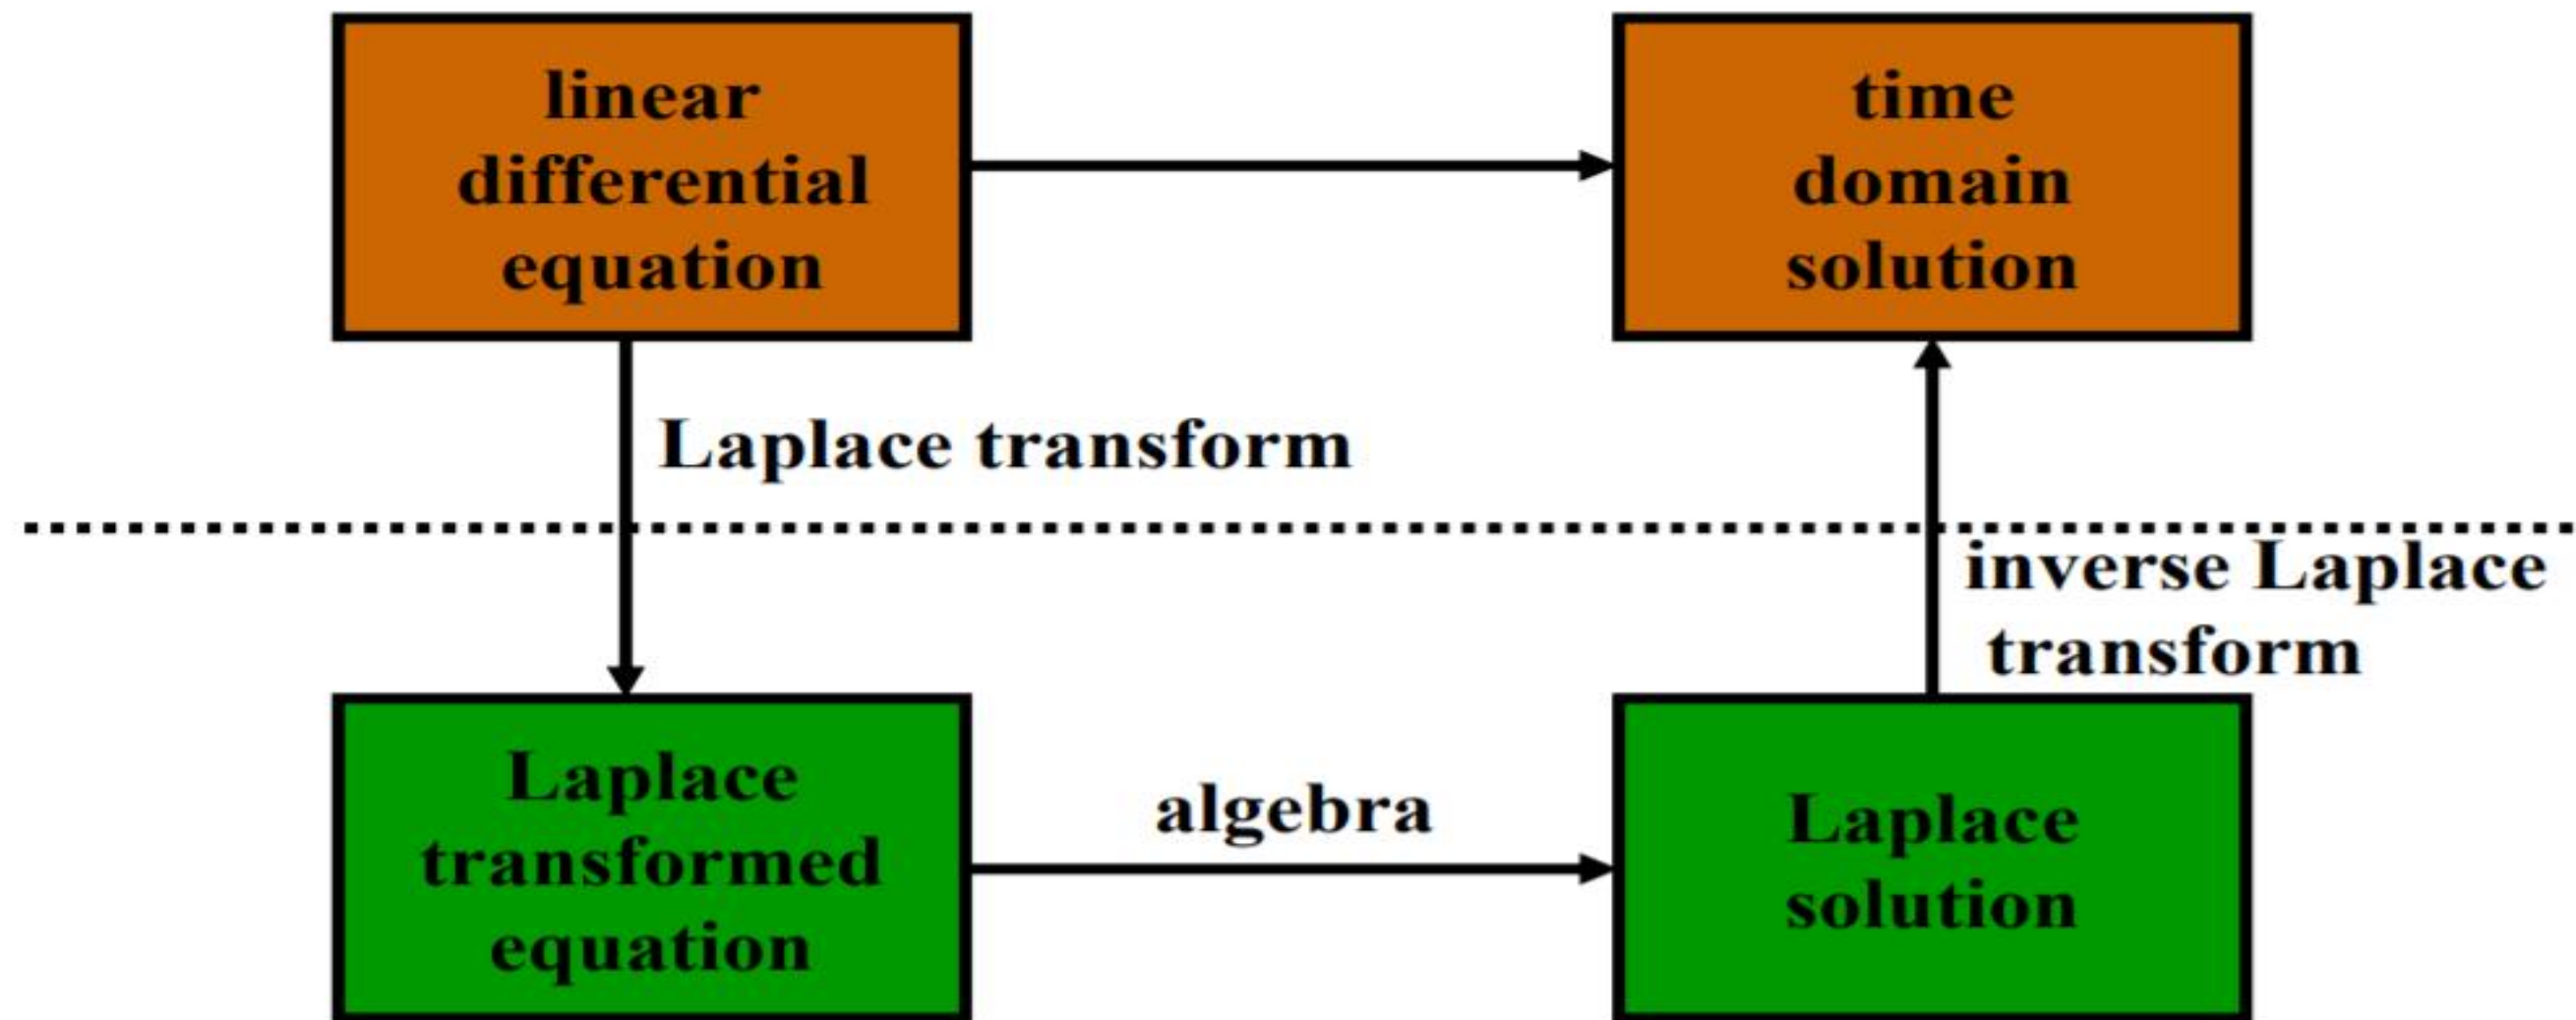 linear
differential
equation
time
domain
solution
Laplace transform
inverse Laplace
transform
Laplace
transformed
equation
algebra
Laplace
solution